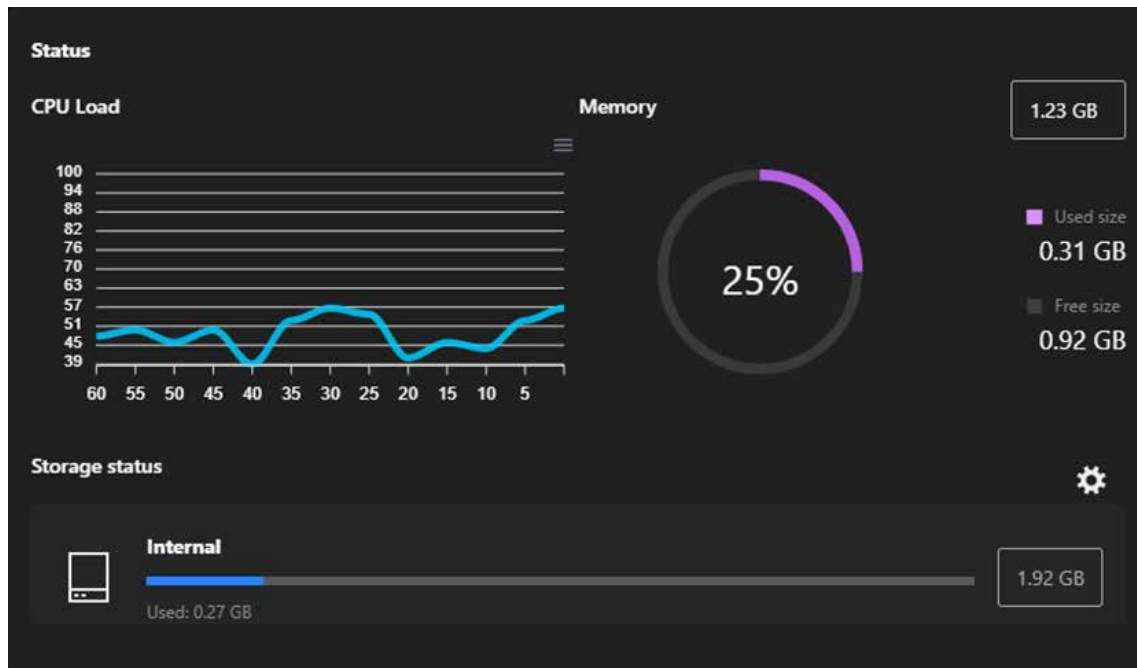 Status
CPU Load
100
94
88
82
76
70
63
57
51
45
39
60 55 50 45 40 35 30 25 20 15 10 5
Memory
1.23 GB
25%
Used size
0.31 GB
Free size
0.92 GB
Storage status
Internal
Used: 0.27 GB
1.92 GB